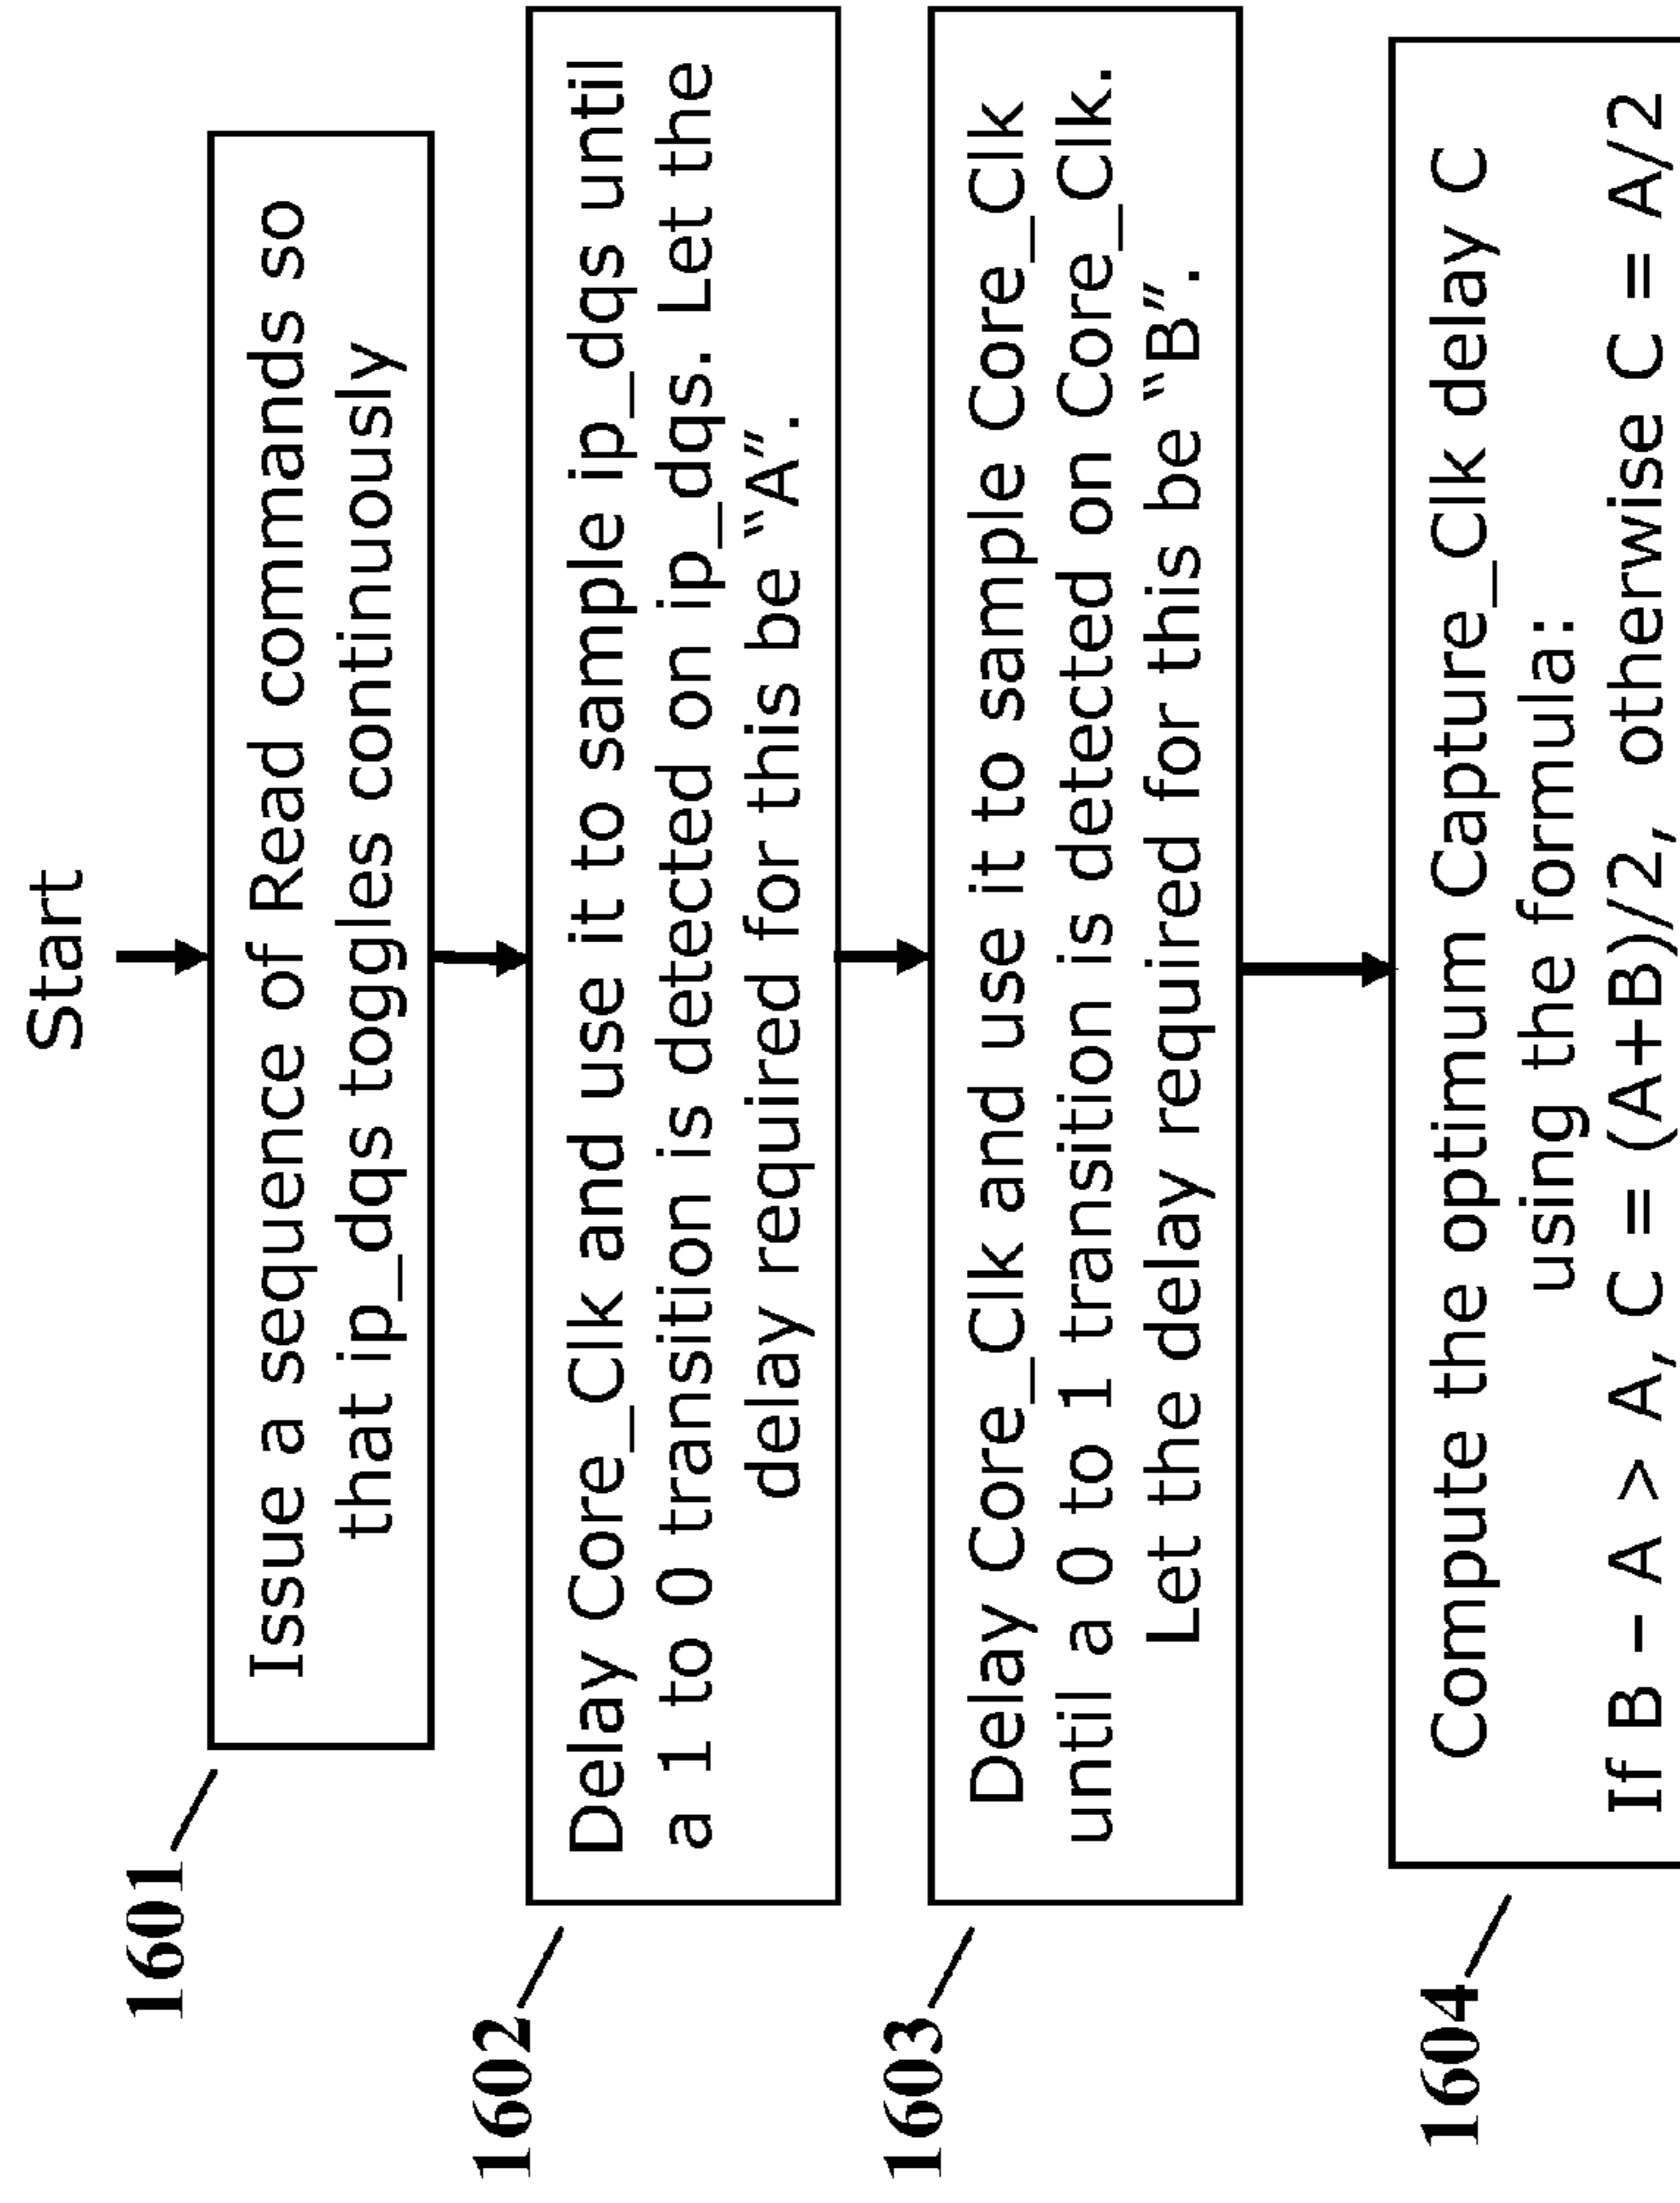 Start
1601
Issue a sequence of Read commands so
that ip_dqs toggles continuously
1602
Delay Core_Clk and use it to sample ip_dqs until
a 1 to 0 transition is detected on ip_dqs. Let the
delay required for this be “A”.
1603
Delay Core_Clk and use it to sample Core_Clk
until a 0 to 1 transition is detected on Core_Clk.
Let the delay required for this be “B”.
1604
Compute the optimum Capture_Clk delay C
using the formula:
If B - A > A, C = (A+B)/2, otherwise C = A/2